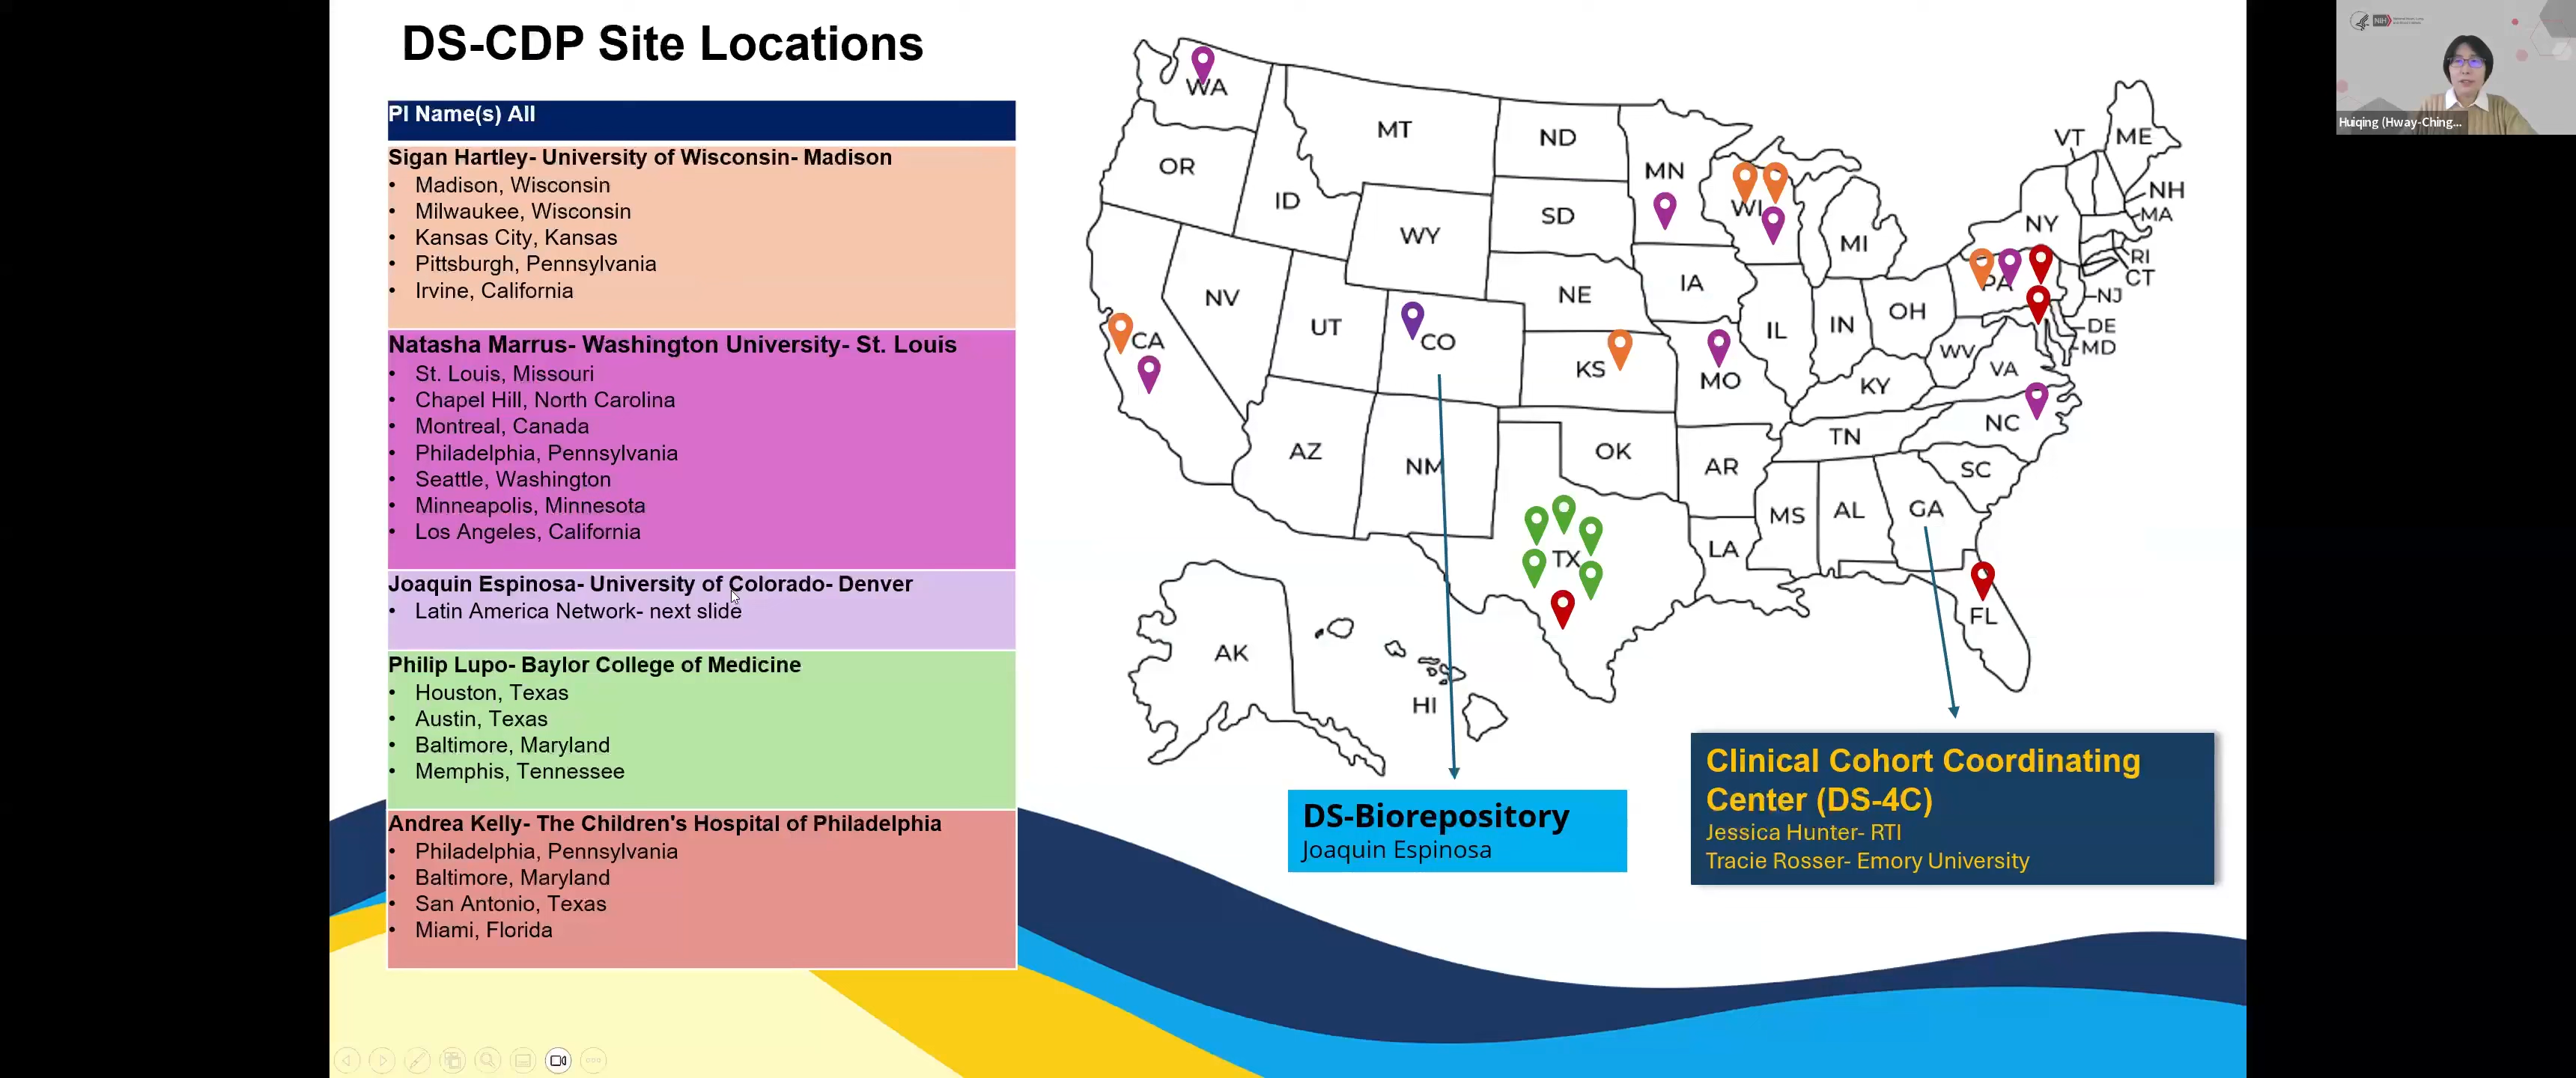 DS-CDP Site Locations
PI Name(s) All
Sigan Hartley- University of Wisconsin- Madison
• Madison, Wisconsin
• Milwaukee, Wisconsin
• Kansas City, Kansas
• Pittsburgh, Pennsylvania
• Irvine, California
Natasha Marrus- Washington University- St. Louis
• St. Louis, Missouri
• Chapel Hill, North Carolina
• Montreal, Canada
• Philadelphia, Pennsylvania
• Seattle, Washington
• Minneapolis, Minnesota
• Los Angeles, California
Joaquin Espinosa- University of Colorado- Denver
• Latin America Network- next slide
Philip Lupo- Baylor College of Medicine
• Houston, Texas
• Austin, Texas
• Baltimore, Maryland
• Memphis, Tennessee
Andrea Kelly- The Children's Hospital of Philadelphia
• Philadelphia, Pennsylvania
• Baltimore, Maryland
• San Antonio, Texas
• Miami, Florida
WA
OR
MT
ID
WY
ND
SD
MN
WI
MI
VT
ME
NH
MA
NY
RI
CT
NJ
PA
DE
MD
CA
NV
UT
CO
NE
KS
IA
MO
IL
IN
OH
WV
VA
KY
NC
TN
SC
AZ
NM
OK
AR
TX
LA
MS
AL
GA
FL
AK
HI
DS-Biorepository
Joaquin Espinosa
Clinical Cohort Coordinating
Center (DS-4C)
Jessica Hunter- RTI
Tracie Rosser- Emory University
NIH
Huiqing (Hway-Ching...